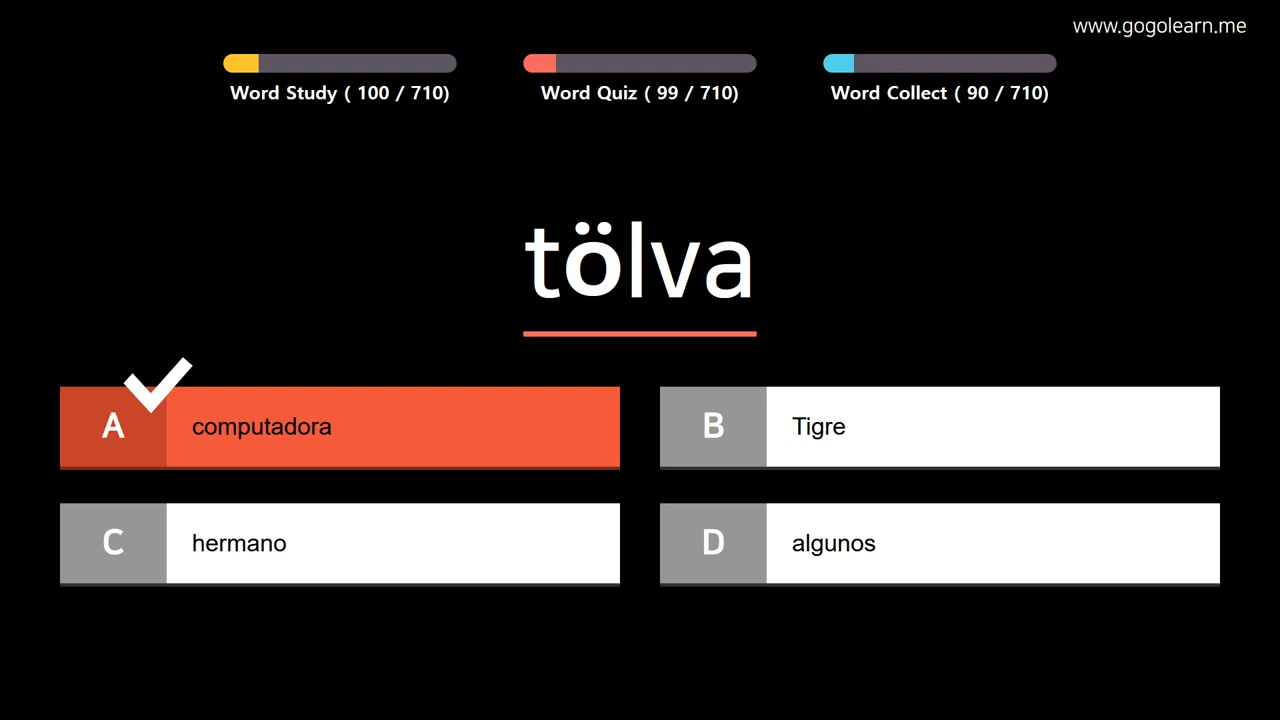 www.gogolearn.me
Word Study ( 100 / 710)
Word Quiz ( 99 / 710)
Word Collect ( 90 / 710)
tölva
A computadora
B Tigre
C hermano
D algunos